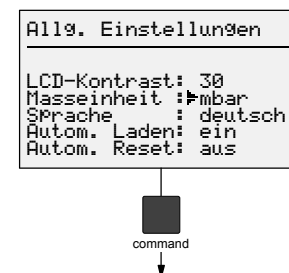 Allg. Einstellungen
LCD-Kontrast: 30
Masseinheit : mbar
Sprache : deutsch
Autom. Laden: ein
Autom. Reset: aus
command